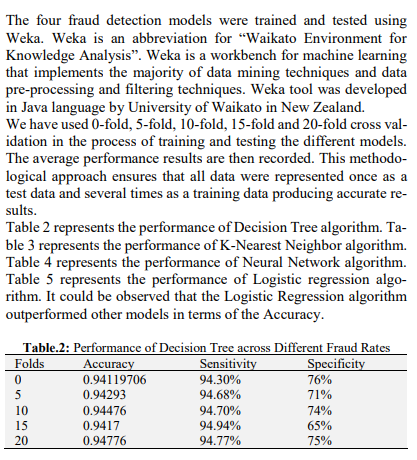 The four fraud detection models were trained and tested using
Weka. Weka is an abbreviation for “Waikato Environment for
Knowledge Analysis”. Weka is a workbench for machine learning
that implements the majority of data mining techniques and data
pre-processing and filtering techniques. Weka tool was developed
in Java language by University of Waikato in New Zealand.
We have used 0-fold, 5-fold, 10-fold, 15-fold and 20-fold cross val-
idation in the process of training and testing the different models.
The average performance results are then recorded. This methodo-
logical approach ensures that all data were represented once as a
test data and several times as a training data producing accurate re-
sults.
Table 2 represents the performance of Decision Tree algorithm. Ta-
ble 3 represents the performance of K-Nearest Neighbor algorithm.
Table 4 represents the performance of Neural Network algorithm.
Table 5 represents the performance of Logistic regression algo-
rithm. It could be observed that the Logistic Regression algorithm
outperformed other models in terms of the Accuracy.
Table.2: Performance of Decision Tree across Different Fraud Rates
Folds Accuracy Sensitivity Specificity
0 0.94119706 94.30% 76%
5 0.94293 94.68% 71%
10 0.94476 94.70% 74%
15 0.9417 94.94% 65%
20 0.94776 94.77% 75%